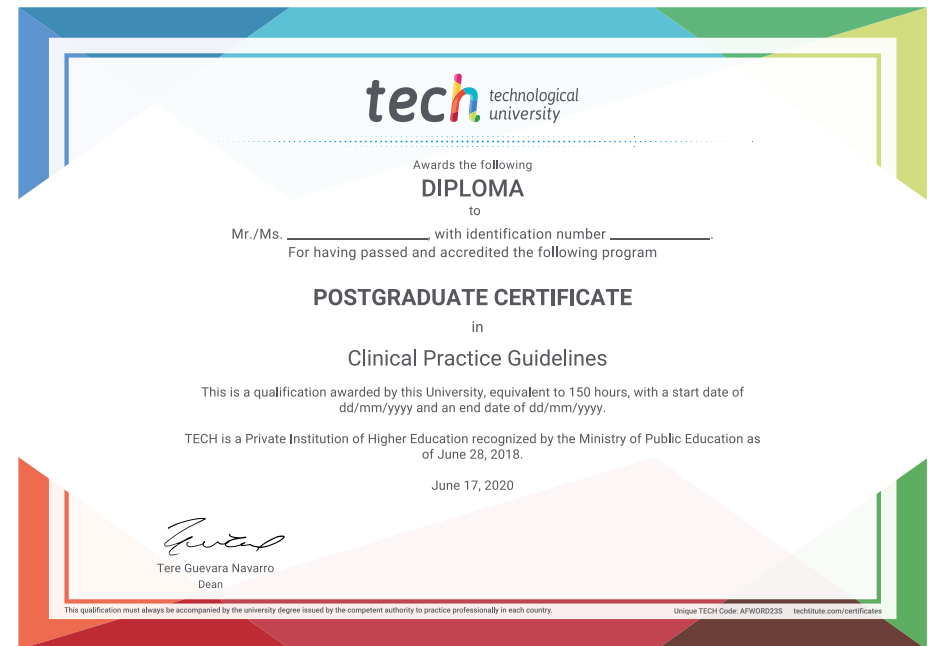 tech technological
university
Awards the following
DIPLOMA
to
Mr./Ms. ____________________, with identification number ______________.
For having passed and accredited the following program
POSTGRADUATE CERTIFICATE
in
Clinical Practice Guidelines
This is a qualification awarded by this University, equivalent to 150 hours, with a start date of
dd/mm/yyyy and an end date of dd/mm/yyyy.
TECH is a Private Institution of Higher Education recognized by the Ministry of Public Education as
of June 28, 2018.
June 17, 2020
Tere Guevara Navarro
Dean
This qualification must always be accompanied by the university degree issued by the competent authority to practice professionally in each country.
Unique TECH Code: AFWORD23S techtitute.com/certificates